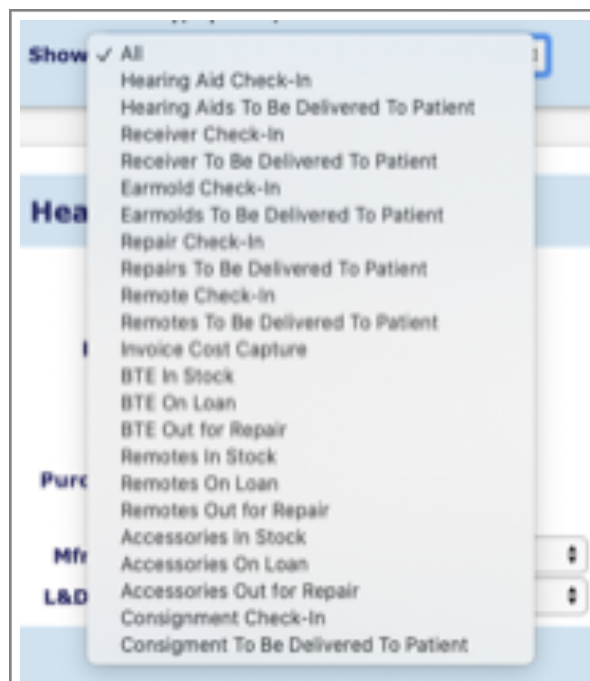 Show ✓ All
Hearing Aid Check-In
Hearing Aids To Be Delivered To Patient
Receiver Check-In
Receiver To Be Delivered To Patient
Earmold Check-In
Hea
Earmolds To Be Delivered To Patient
Repair Check-In
Repairs To Be Delivered To Patient
Remote Check-In
Remotes To Be Delivered To Patient
Invoice Cost Capture
BTE In Stock
BTE On Loan
BTE Out for Repair
Remotes In Stock
Purc
Remotes On Loan
Remotes Out for Repair
Accessories In Stock
Mfr
Accessories On Loan
L&D
Accessories Out for Repair
Consignment Check-In
Consigment To Be Delivered To Patient